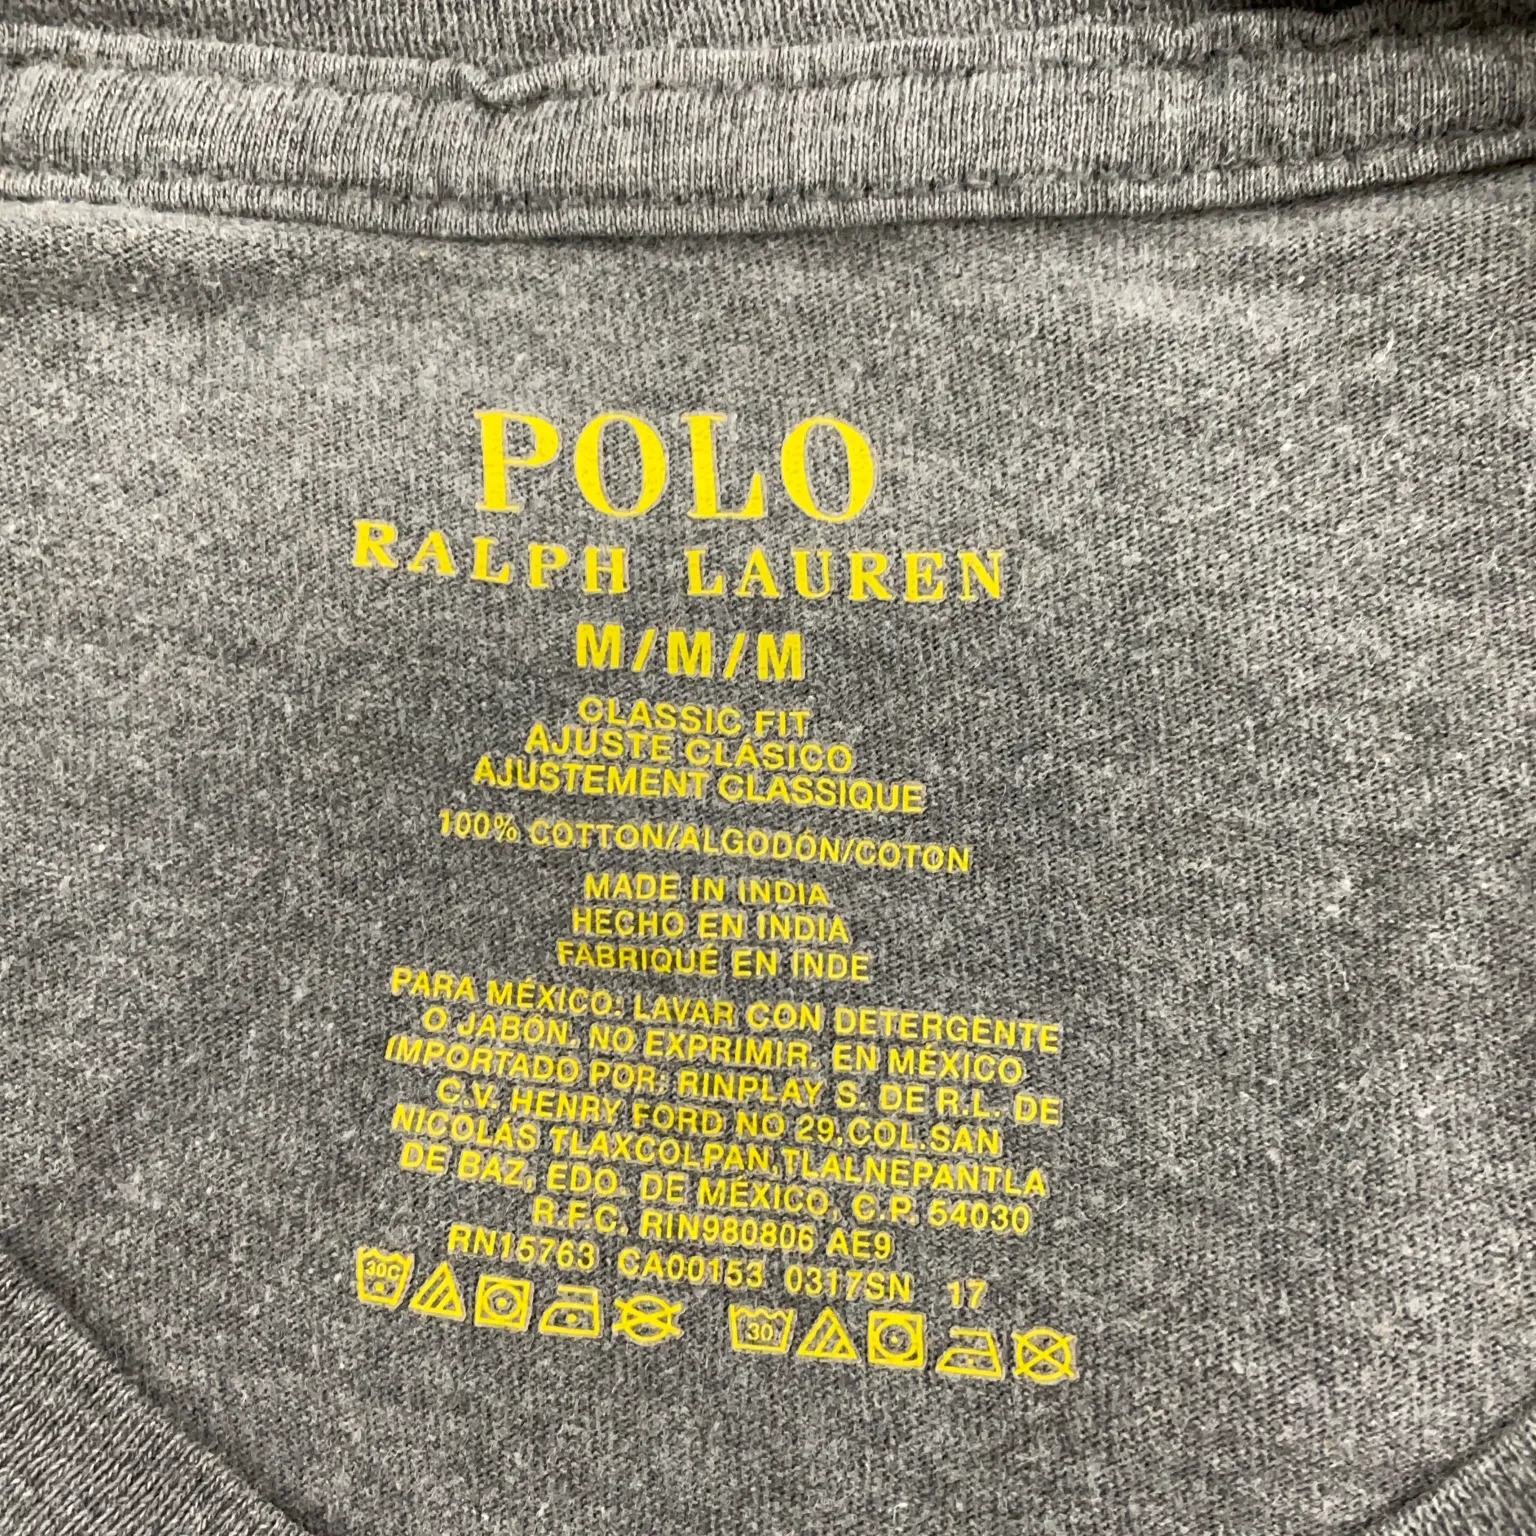 POLO
RALPH LAUREN
M/M/M
CLASSIC FIT
AJUSTE CLÁSICO
AJUSTEMENT CLASSIQUE
100% COTTON/ALGODÓN/COTON
MADE IN INDIA
HECHO EN INDIA
FABRIQUÉ EN INDE
PARA MÉXICO: LAVAR CON DETERGENTE
O JABÓN. NO EXPRIMIR. EN MÉXICO
IMPORTADO POR: RINPLAY S. DE R.L. DE
C.V. HENRY FORD NO 29,COL.SAN
NICOLÁS TLAXCOLPAN,TLALNEPANTLA
DE BAZ, EDO. DE MÉXICO, C.P. 54030
R.F.C. RIN980806 AE9
RN15763 CA00153 0317SN 17
30C 30